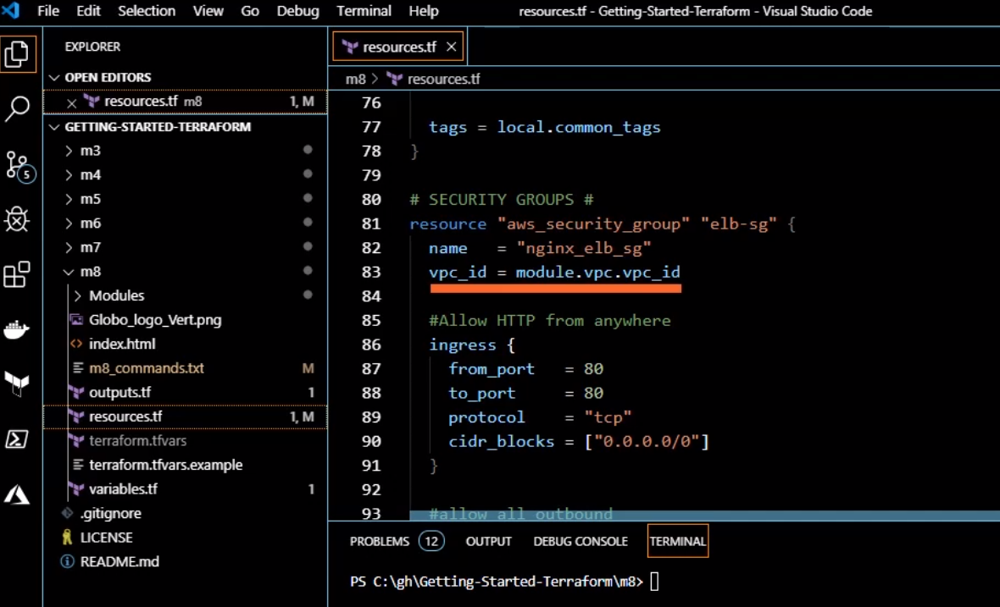 File Edit Selection View Go Debug Terminal Help resources.tf - Getting-Started-Terraform - Visual Studio Code
EXPLORER
OPEN EDITORS
resources.tf m8 1, M
GETTING-STARTED-TERRAFORM
m3
m4
m5
m6
m7
m8
Modules
Globo_logo_Vert.png
index.html
m8_commands.txt M
outputs.tf 1
resources.tf 1, M
terraform.tfvars
terraform.tfvars.example
variables.tf 1
.gitignore
LICENSE
README.md
5
resources.tf
m8 > resources.tf
76
77 tags = local.common_tags
78 }
79
80 # SECURITY GROUPS #
81 resource "aws_security_group" "elb-sg" {
82 name = "nginx_elb_sg"
83 vpc_id = module.vpc.vpc_id
84
85 #Allow HTTP from anywhere
86 ingress {
87 from_port = 80
88 to_port = 80
89 protocol = "tcp"
90 cidr_blocks = ["0.0.0.0/0"]
91 }
92
93 #allow all outbound
PROBLEMS 12 OUTPUT DEBUG CONSOLE TERMINAL
PS C:\gh\Getting-Started-Terraform\m8>